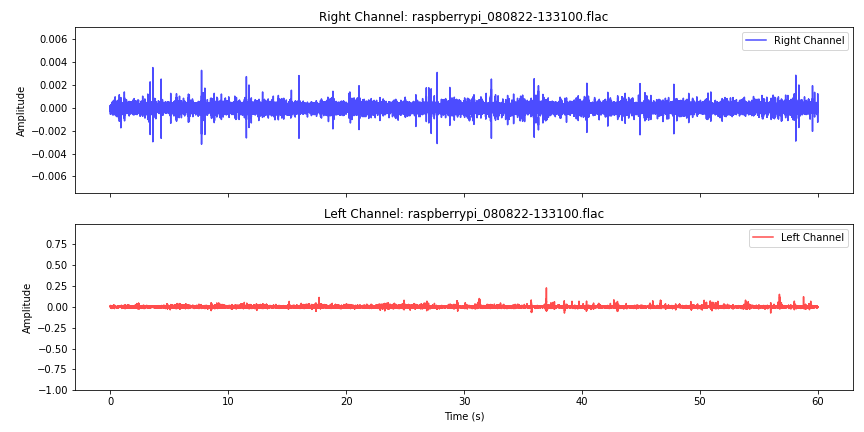 Right Channel: raspberrypi_080822-133100.flac
Right Channel
Amplitude
0.006
0.004
0.002
0.000
−0.002
−0.004
−0.006
Left Channel: raspberrypi_080822-133100.flac
Left Channel
Amplitude
0.75
0.50
0.25
0.00
−0.25
−0.50
−0.75
−1.00
0 10 20 30 40 50 60
Time (s)